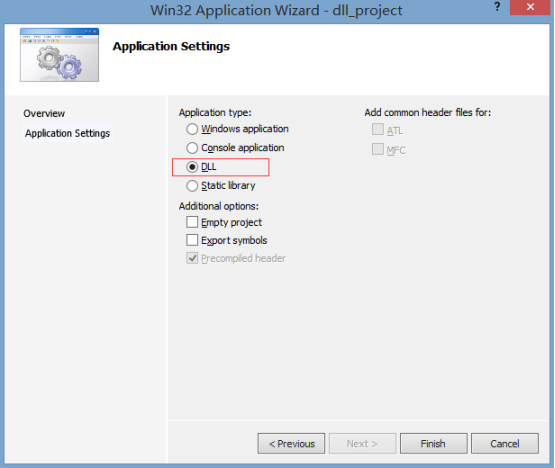 Win32 Application Wizard - dll_project
?
Application Settings
Overview
Application Settings
Application type:
Windows application
Console application
DLL
Static library
Additional options:
Empty project
Export symbols
Precompiled header
Add common header files for:
ATL
MFC
< Previous
Next >
Finish
Cancel